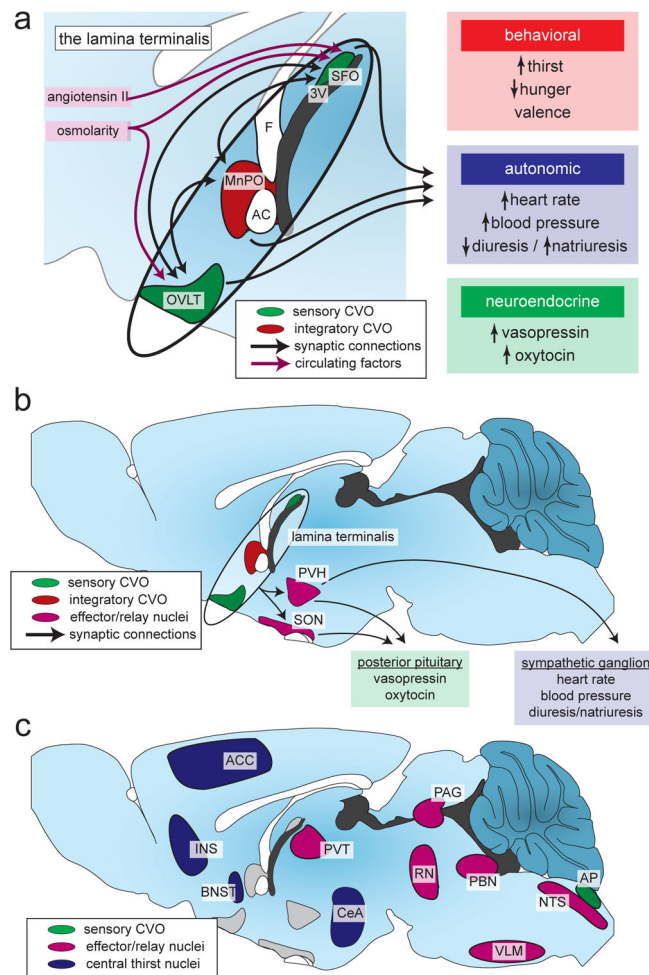 a
the lamina terminalis
angiotensin II
osmolarity
SFO
3V
F
MnPO
AC
OVLT
sensory CVO
integratory CVO
synaptic connections
circulating factors
behavioral
thirst
hunger
valence
autonomic
heart rate
blood pressure
diuresis / natriuresis
neuroendocrine
vasopressin
oxytocin
b
lamina terminalis
PVH
SON
sensory CVO
integratory CVO
effector/relay nuclei
synaptic connections
posterior pituitary
vasopressin
oxytocin
sympathetic ganglion
heart rate
blood pressure
diuresis/natriuresis
c
ACC
PAG
INS
PVT
BNST
RN
PBN
AP
CeA
NTS
VLM
sensory CVO
effector/relay nuclei
central thirst nuclei